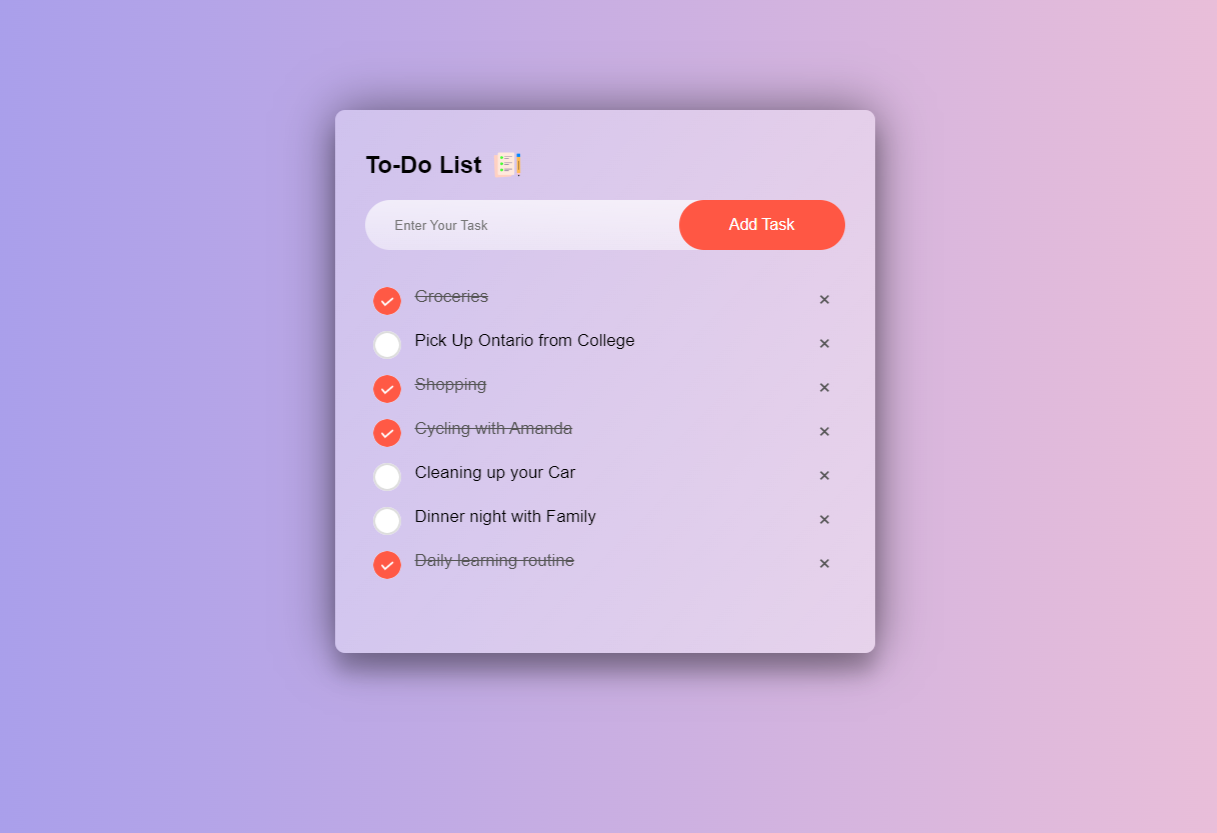 To-Do List
Enter Your Task
Add Task
Groceries
Pick Up Ontario from College
Shopping
Cycling with Amanda
Cleaning up your Car
Dinner night with Family
Daily learning routine